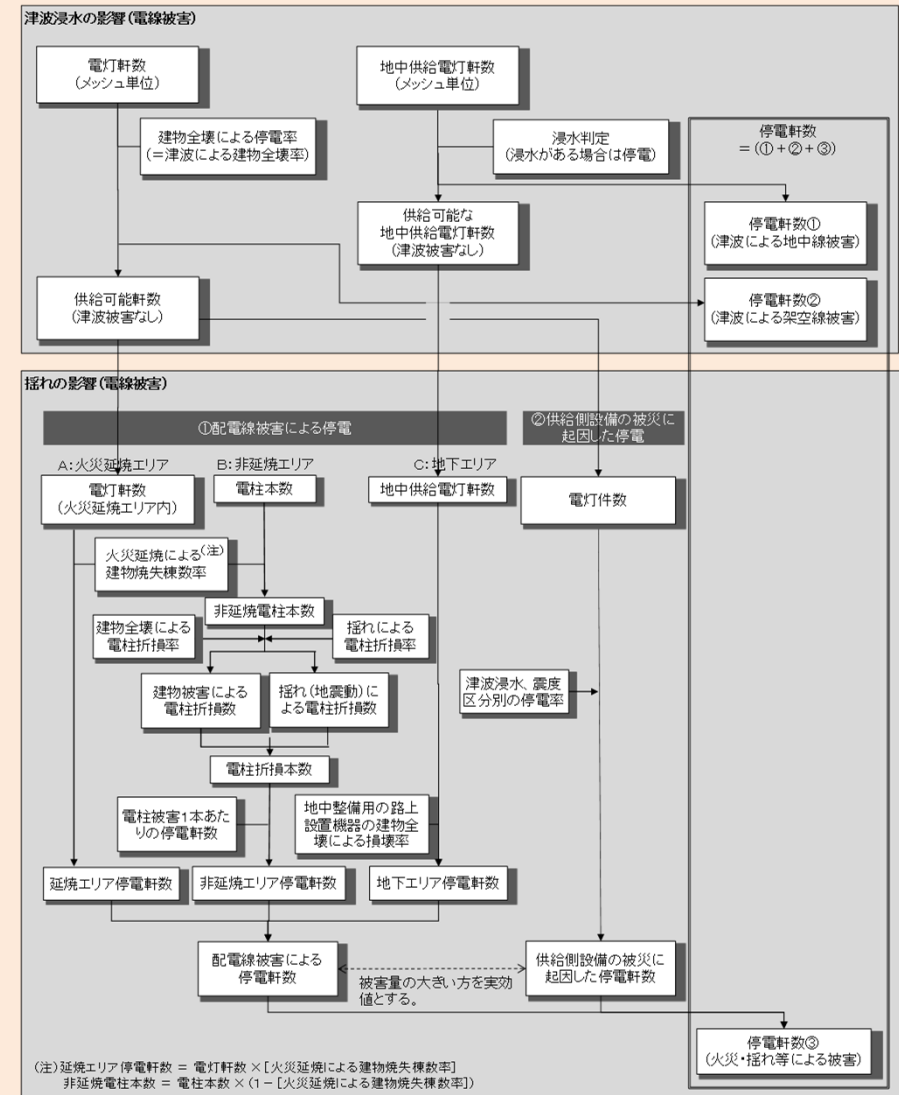 津波浸水の影響(電線被害)
電灯軒数
(メッシュ単位)
地中供給電灯軒数
(メッシュ単位)
建物全壊による停電率
(=津波による建物全壊率)
浸水判定
(浸水がある場合は停電)
停電軒数
=(①+②+③)
供給可能な
地中供給電灯軒数
(津波被害なし)
停電軒数①
(津波による地中線被害)
供給可能軒数
(津波被害なし)
停電軒数②
(津波による架空線被害)
揺れの影響(電線被害)
①配電線被害による停電
②供給側設備の被災に
起因した停電
A:火災延焼エリア
B:非延焼エリア
C:地下エリア
電灯軒数
(火災延焼エリア内)
電柱本数
地中供給電灯軒数
電灯件数
火災延焼による(注)
建物焼失棟数率
非延焼電柱本数
建物全壊による
電柱折損率
揺れによる
電柱折損率
建物被害による
電柱折損数
揺れ(地震動)に
よる電柱折損数
津波浸水、震度
区分別の停電率
電柱折損本数
電柱被害1本あた
りの停電軒数
地中整備用の路上
設置機器の建物全
壊による損壊率
延焼エリア停電軒数
非延焼エリア停電軒数
地下エリア停電軒数
配電線被害による
停電軒数
被害量の大きい方を実効
値とする。
供給側設備の被災に
起因した停電軒数
停電軒数③
(火災・揺れ等による被害)
(注)延焼エリア停電軒数 = 電灯軒数×[火災延焼による建物焼失棟数率]
非延焼電柱本数 = 電柱本数×(1-[火災延焼による建物焼失棟数率])